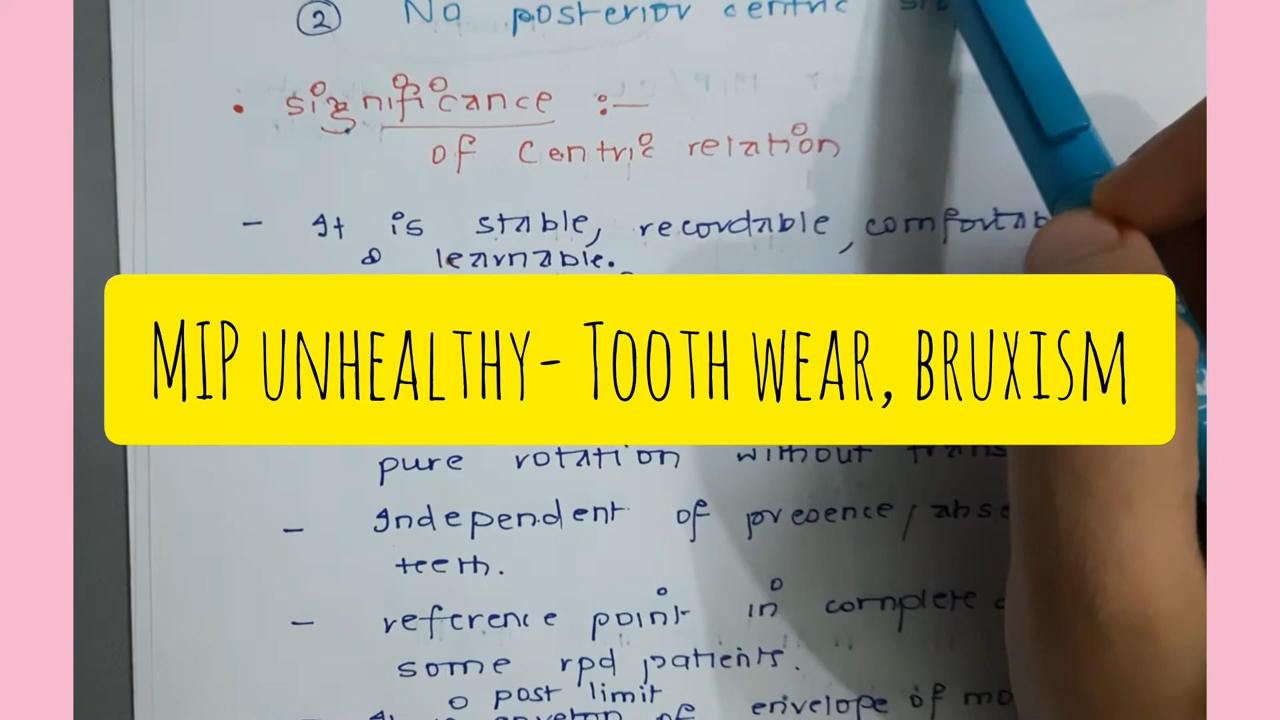 ② No posterior centric
• significance :—
of centric relation
– It is stable, recordable, comfortab
& learnable.
MIP UNHEALTHY- TOOTH WEAR, BRUXISM
pure rotation without trans
– Independent of presence/abse
teeth.
– reference point in complete
some rpd patients.
post limit
envelope of mo